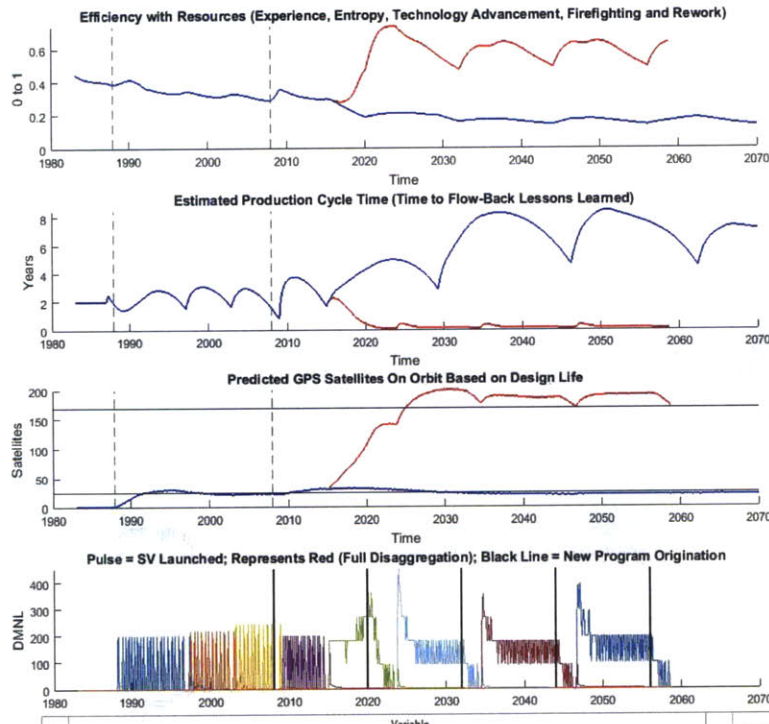 Efficiency with Resources (Experience, Entropy, Technology Advancement, Firefighting and Rework)
0 to 1
0.6
0.4
0.2
0
1980 1990 2000 2010 2020 2030 2040 2050 2060 2070
Time
Estimated Production Cycle Time (Time to Flow-Back Lessons Learned)
Years
8
6
4
2
0
1980 1990 2000 2010 2020 2030 2040 2050 2060 2070
Time
Predicted GPS Satellites On Orbit Based on Design Life
Satellites
200
150
100
50
0
1980 1990 2000 2010 2020 2030 2040 2050 2060 2070
Time
Pulse = SV Launched; Represents Red (Full Disaggregation); Black Line = New Program Origination
DMNL
400
300
200
100
0
1980 1990 2000 2010 2020 2030 2040 2050 2060 2070
Variable